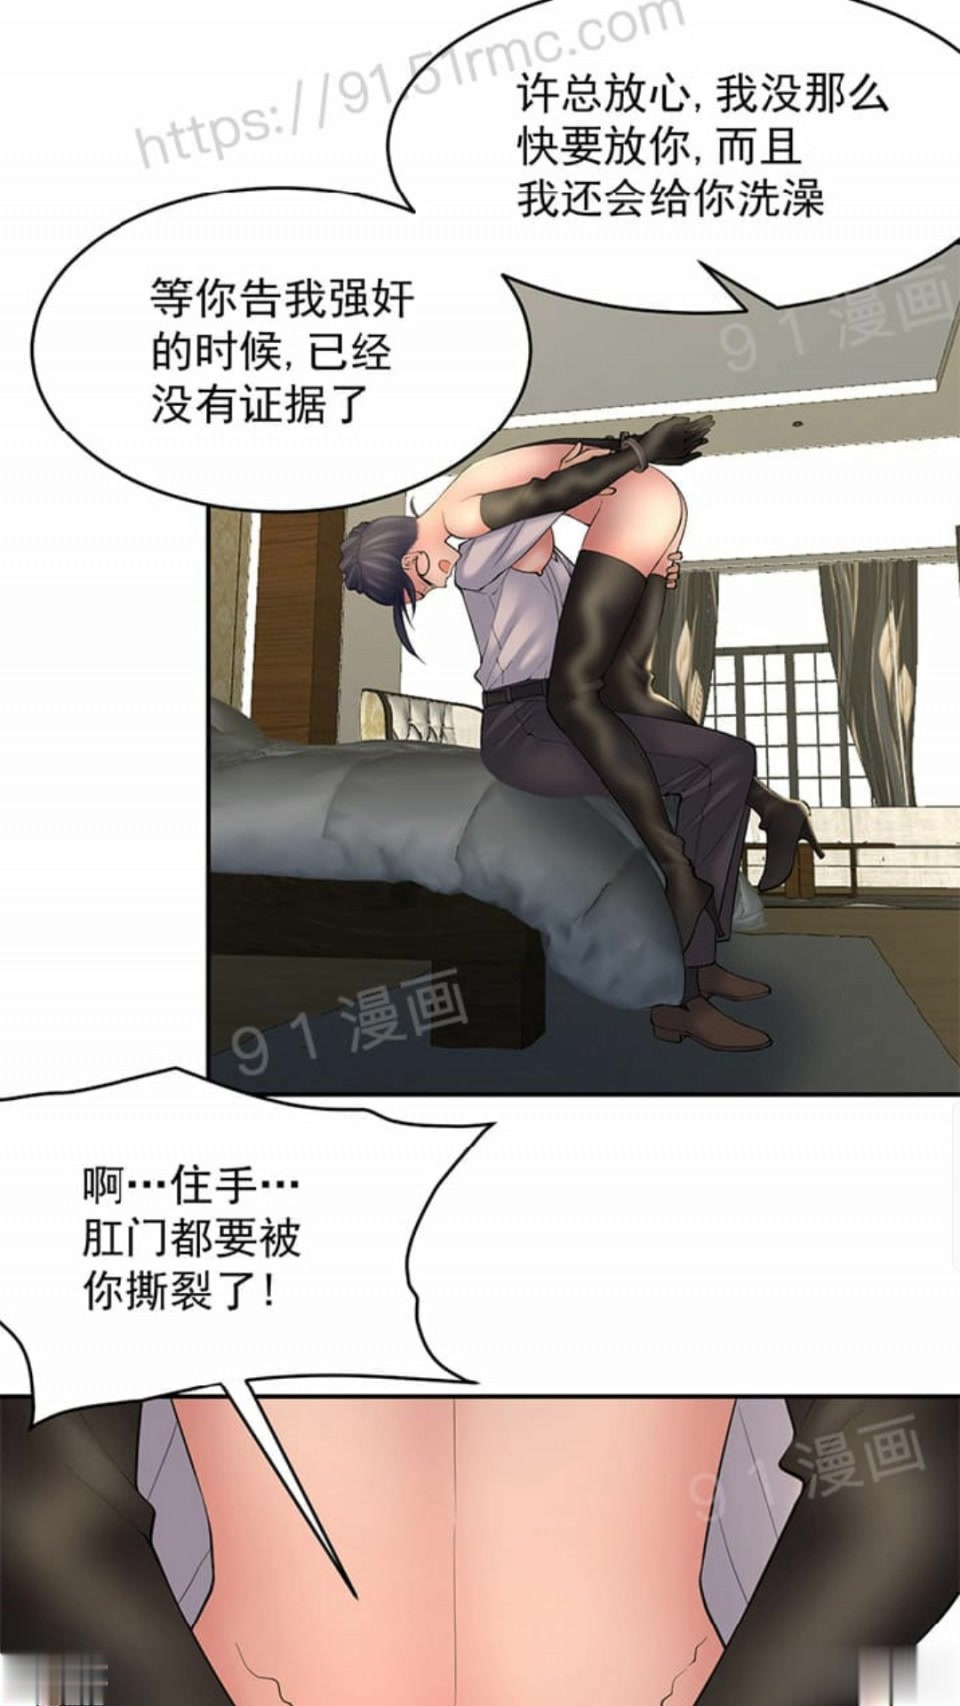 https://91.51rmc.com
许总放心，我没那么
快要放你，而且
我还会给你洗澡
等你告我强奸
的时候，已经
没有证据了
91漫画
91漫画
啊…住手…
肛门都要被
你撕裂了！
91漫画